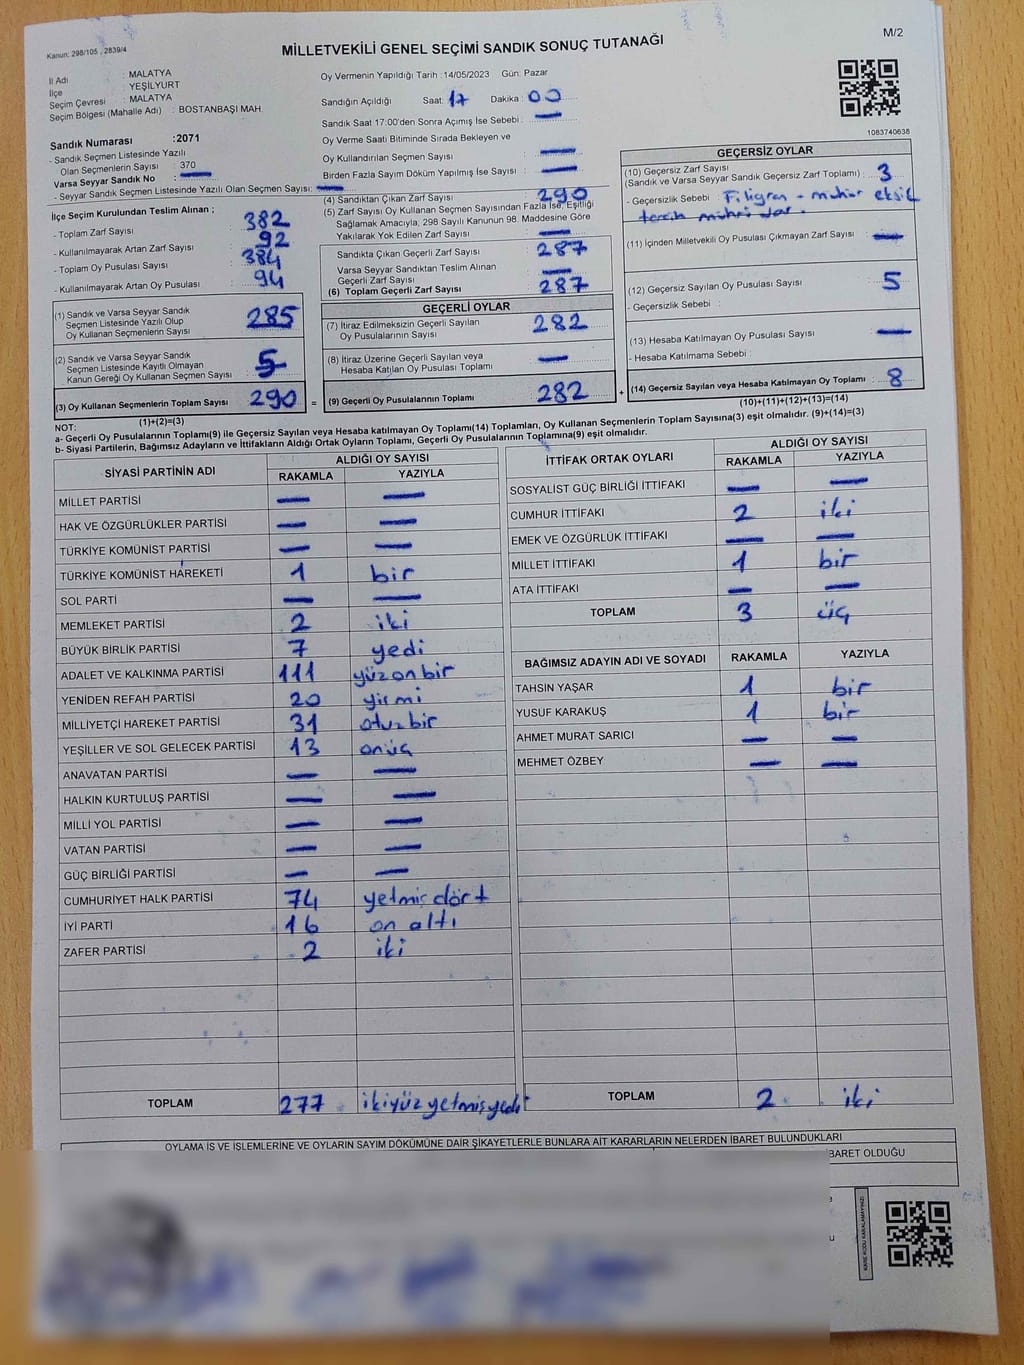 Kanun: 298/105 , 2839/4
MİLLETVEKİLİ GENEL SEÇİMİ SANDIK SONUÇ TUTANAĞI
M/2
İl Adı : MALATYA
İlçe : YEŞİLYURT
Seçim Çevresi : MALATYA
Seçim Bölgesi (Mahalle Adı) : BOSTANBAŞI MAH.
Sandık Numarası :2071
- Sandık Seçmen Listesinde Yazılı
Olan Seçmenlerin Sayısı : 370
Varsa Seyyar Sandık No : —
- Seyyar Sandık Seçmen Listesinde Yazılı Olan Seçmen Sayısı: —
İlçe Seçim Kurulundan Teslim Alınan ;
- Toplam Zarf Sayısı : 382
- Kullanılmayarak Artan Zarf Sayısı : 92
- Toplam Oy Pusulası Sayısı : 384
- Kullanılmayarak Artan Oy Pusulası : 94
(1) Sandık ve Varsa Seyyar Sandık
Seçmen Listesinde Yazılı Olup
Oy Kullanan Seçmenlerin Sayısı : 285
(2) Sandık ve Varsa Seyyar Sandık
Seçmen Listesinde Kayıtlı Olmayan
Kanun Gereği Oy Kullanan Seçmen Sayısı : 5
(3) Oy Kullanan Seçmenlerin Toplam Sayısı : 290 =
(1)+(2)=(3)
Oy Vermenin Yapıldığı Tarih :14/05/2023 Gün: Pazar
Sandığın Açıldığı Saat: 17 Dakika : 00
Sandık Saat 17:00'den Sonra Açımış İse Sebebi : —
Oy Verme Saati Bitiminde Sırada Bekleyen ve
Oy Kullandırılan Seçmen Sayısı : —
Birden Fazla Sayım Döküm Yapılmış İse Sayısı : —
(4) Sandıktan Çıkan Zarf Sayısı : 290
(5) Zarf Sayısı Oy Kullanan Seçmen Sayısından Fazla İse, Eşitliği
Sağlamak Amacıyla; 298 Sayılı Kanunun 98. Maddesine Göre
Yakılarak Yok Edilen Zarf Sayısı : —
Sandıkta Çıkan Geçerli Zarf Sayısı : 287
Varsa Seyyar Sandıktan Teslim Alınan
Geçerli Zarf Sayısı : —
(6) Toplam Geçerli Zarf Sayısı : 287
GEÇERLİ OYLAR
(7) İtiraz Edilmeksizin Geçerli Sayılan
Oy Pusulalarının Sayısı : 282
(8) İtiraz Üzerine Geçerli Sayılan veya
Hesaba Katılan Oy Pusulası Toplamı : —
(9) Geçerli Oy Pusulalarının Toplamı : 282 +
1083740638
GEÇERSİZ OYLAR
(10) Geçersiz Zarf Sayısı
(Sandık ve Varsa Seyyar Sandık Geçersiz Zarf Toplamı) : 3
- Geçersizlik Sebebi : Filigran - mühür eksik
tercih mührü var.
(11) İçinden Milletvekili Oy Pusulası Çıkmayan Zarf Sayısı : —
(12) Geçersiz Sayılan Oy Pusulası Sayısı : 5
- Geçersizlik Sebebi :
(13) Hesaba Katılmayan Oy Pusulası Sayısı : —
- Hesaba Katılmama Sebebi :
(14) Geçersiz Sayılan veya Hesaba Katılmayan Oy Toplamı : 8
(10)+(11)+(12)+(13)=(14)
NOT:
a- Geçerli Oy Pusulalarının Toplamı(9) ile Geçersiz Sayılan veya Hesaba katılmayan Oy Toplamı(14) Toplamları, Oy Kullanan Seçmenlerin Toplam Sayısına(3) eşit olmalıdır. (9)+(14)=(3)
b- Siyasi Partilerin, Bağımsız Adayların ve İttifakların Aldığı Ortak Oyların Toplamı, Geçerli Oy Pusulalarının Toplamına(9) eşit olmalıdır.
SİYASİ PARTİNİN ADI ALDIĞI OY SAYISI
RAKAMLA YAZIYLA
MİLLET PARTİSİ — —
HAK VE ÖZGÜRLÜKLER PARTİSİ — —
TÜRKİYE KOMÜNİST PARTİSİ — —
TÜRKİYE KOMÜNİST HAREKETİ 1 bir
SOL PARTİ — —
MEMLEKET PARTİSİ 2 iki
BÜYÜK BİRLİK PARTİSİ 7 yedi
ADALET VE KALKINMA PARTİSİ 111 yüzonbir
YENİDEN REFAH PARTİSİ 20 yirmi
MİLLİYETÇİ HAREKET PARTİSİ 31 otuzbir
YEŞİLLER VE SOL GELECEK PARTİSİ 13 onüç
ANAVATAN PARTİSİ — —
HALKIN KURTULUŞ PARTİSİ — —
MİLLİ YOL PARTİSİ — —
VATAN PARTİSİ — —
GÜÇ BİRLİĞİ PARTİSİ — —
CUMHURİYET HALK PARTİSİ 74 yetmiş dört
İYİ PARTİ 16 on altı
ZAFER PARTİSİ 2 iki
TOPLAM 277 ikiyüz yetmişyedi
İTTİFAK ORTAK OYLARI ALDIĞI OY SAYISI
RAKAMLA YAZIYLA
SOSYALİST GÜÇ BİRLİĞİ İTTİFAKI — —
CUMHUR İTTİFAKI 2 iki
EMEK VE ÖZGÜRLÜK İTTİFAKI — —
MİLLET İTTİFAKI 1 bir
ATA İTTİFAKI — —
TOPLAM 3 üç
BAĞIMSIZ ADAYIN ADI VE SOYADI RAKAMLA YAZIYLA
TAHSİN YAŞAR 1 bir
YUSUF KARAKUŞ 1 bir
AHMET MURAT SARICI — —
MEHMET ÖZBEY — —
TOPLAM 2 iki
OYLAMA İŞ VE İŞLEMLERİNE VE OYLARIN SAYIM DÖKÜMÜNE DAİR ŞİKAYETLERLE BUNLARA AİT KARARLARIN NELERDEN İBARET BULUNDUKLARI
BARET OLDUĞU
KARE KODU KARALAMAYINIZ!